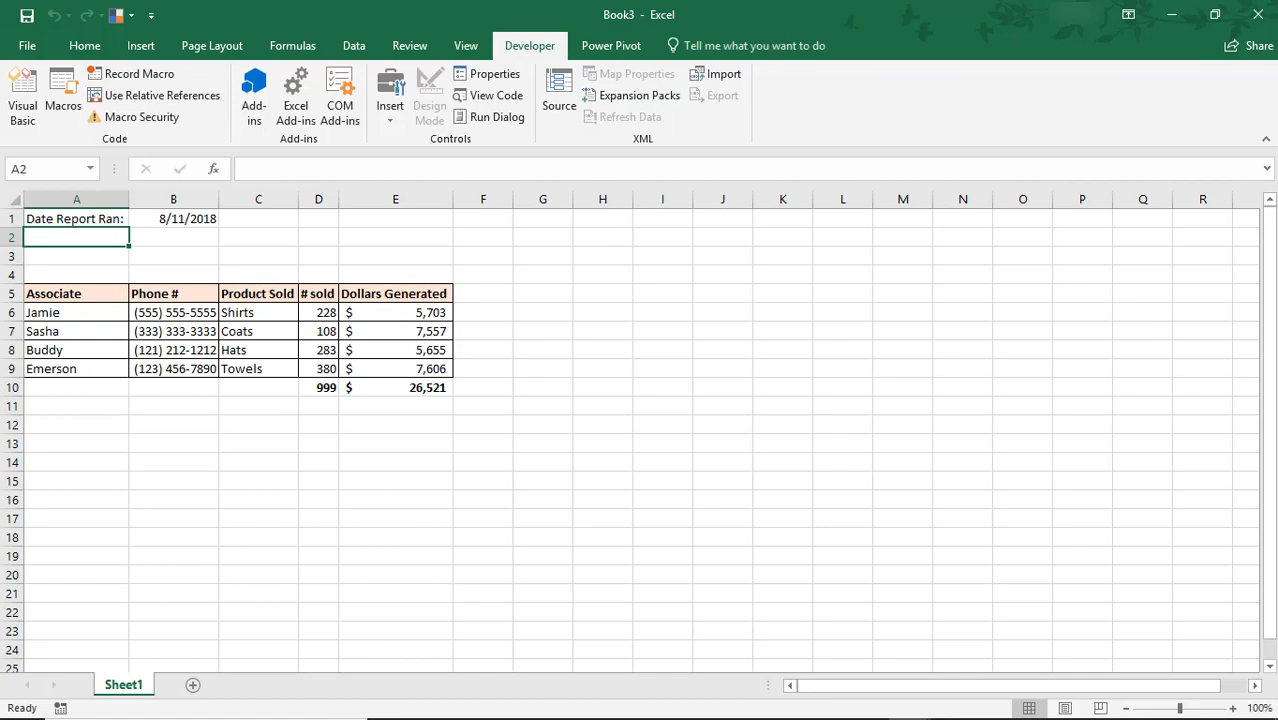 Book3 - Excel
File Home Insert Page Layout Formulas Data Review View Developer Power Pivot Tell me what you want to do Share
Visual Basic
Macros
Record Macro
Use Relative References
Macro Security
Code
Add-ins
Excel Add-ins
COM Add-ins
Add-ins
Insert
Design Mode
Properties
View Code
Run Dialog
Controls
Source
Map Properties
Expansion Packs
Refresh Data
Import
Export
XML
A2 fx
A B C D E F G H I J K L M N O P Q R
1 Date Report Ran: 8/11/2018
2
3
4
5 Associate Phone # Product Sold # sold Dollars Generated
6 Jamie (555) 555-5555 Shirts 228 $ 5,703
7 Sasha (333) 333-3333 Coats 108 $ 7,557
8 Buddy (121) 212-1212 Hats 283 $ 5,655
9 Emerson (123) 456-7890 Towels 380 $ 7,606
10 999 $ 26,521
11
12
13
14
15
16
17
18
19
20
21
22
23
24
25
Sheet1
Ready 100%